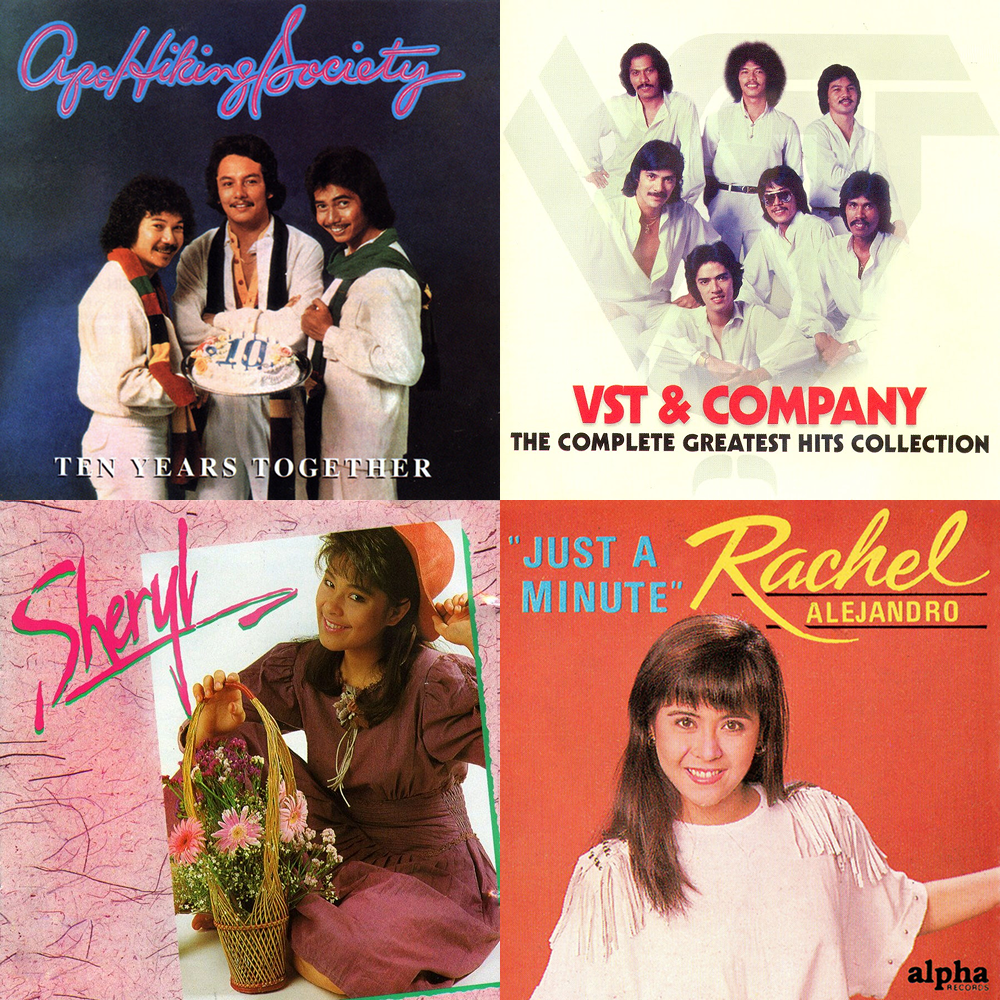 Apo Hiking Society
10
TEN YEARS TOGETHER
VST
VST & COMPANY
THE COMPLETE GREATEST HITS COLLECTION
Sheryl
"JUST A
MINUTE"
Rachel
ALEJANDRO
alpha
RECORDS